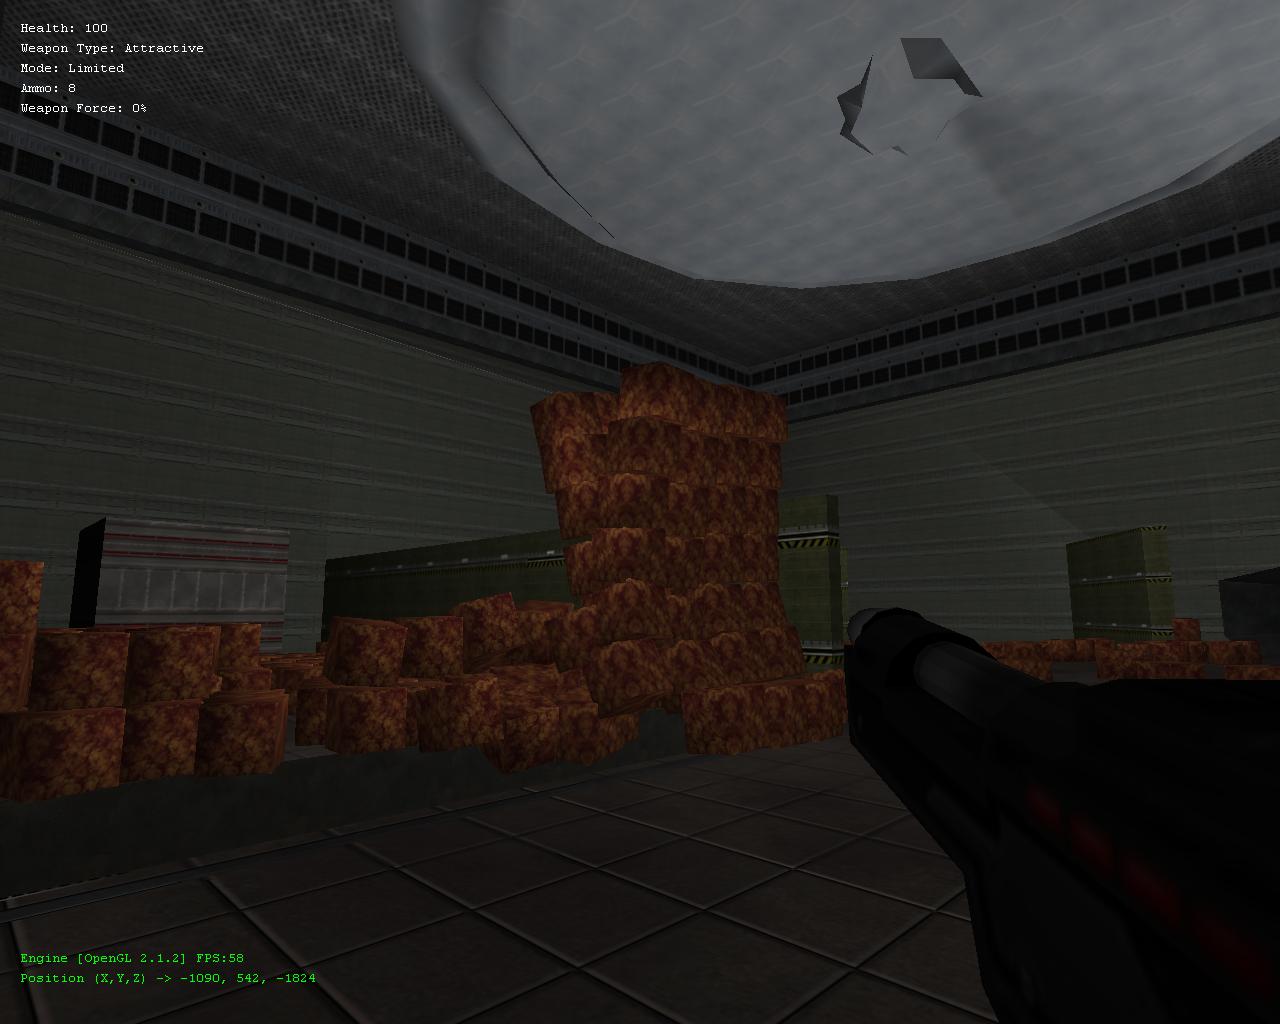 Health: 100
Weapon Type: Attractive
Mode: Limited
Ammo: 8
Weapon Force: 0%
Engine [OpenGL 2.1.2] FPS:58
Position (X,Y,Z) -> -1090, 542, -1824